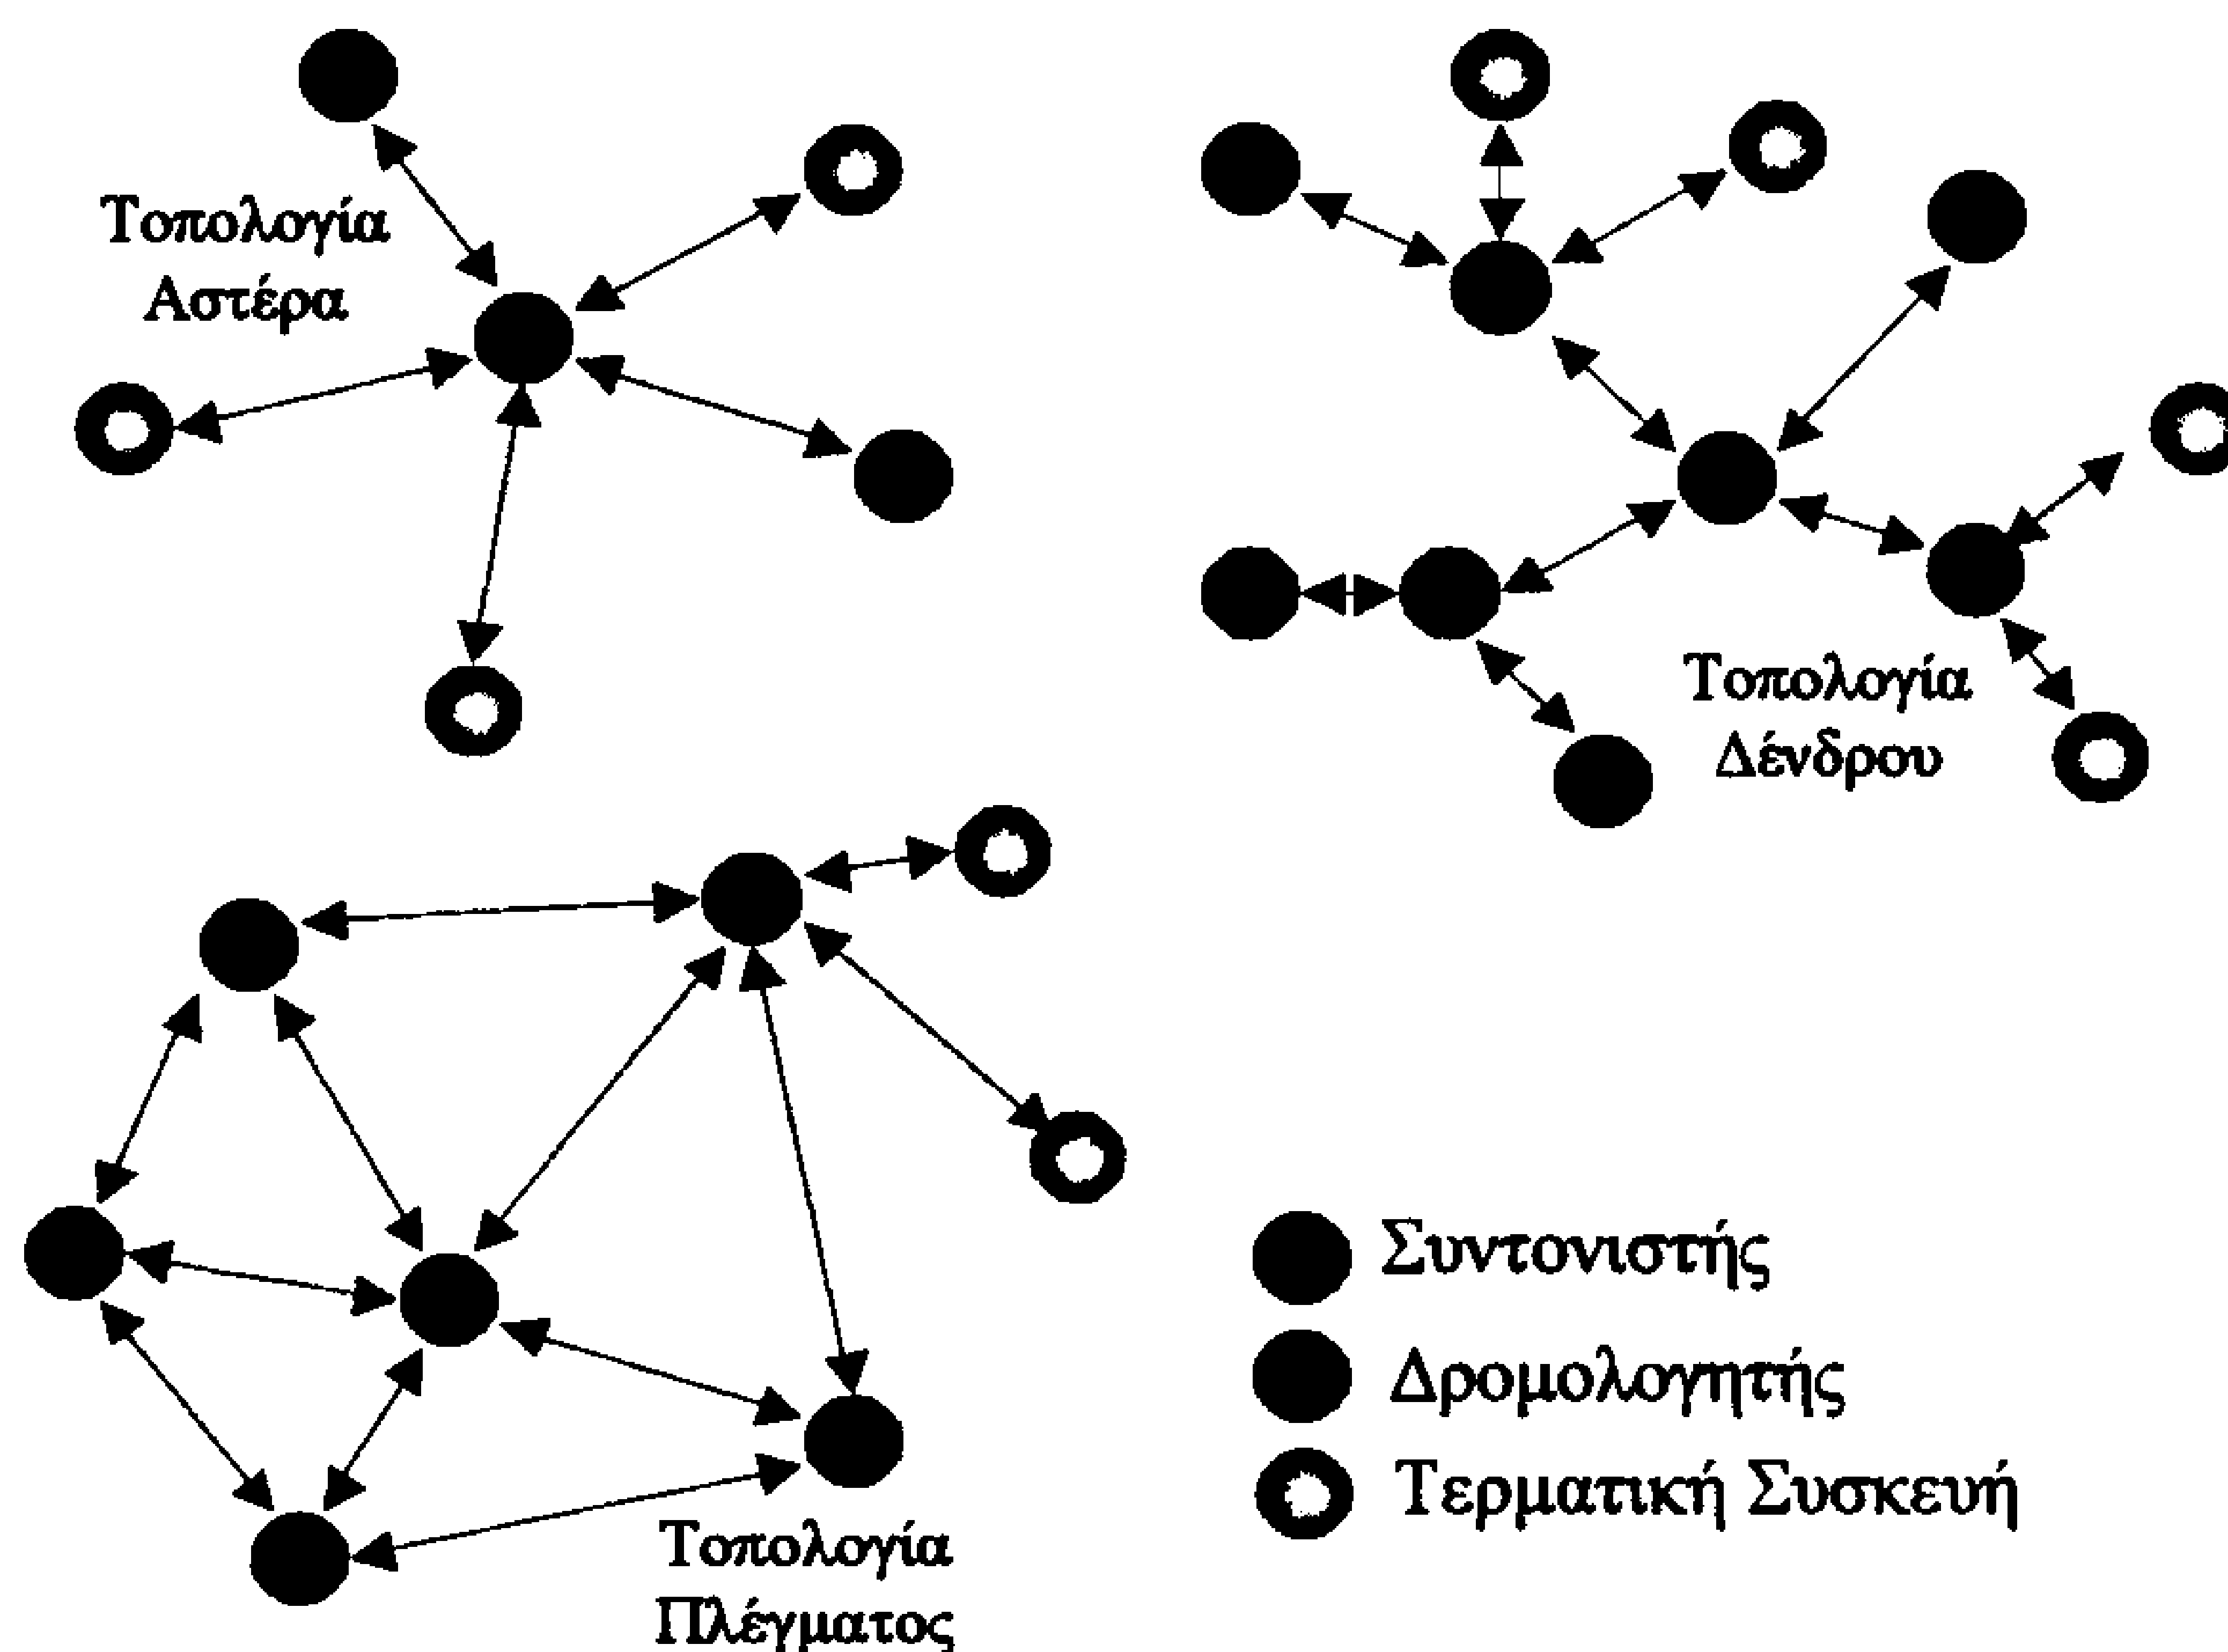 Τοπολογία
Αστέρα
Τοπολογία
Δένδρου
Τοπολογία
Πλέγματος
Συντονιστής
Δρομολογητής
Τερματική Συσκευή